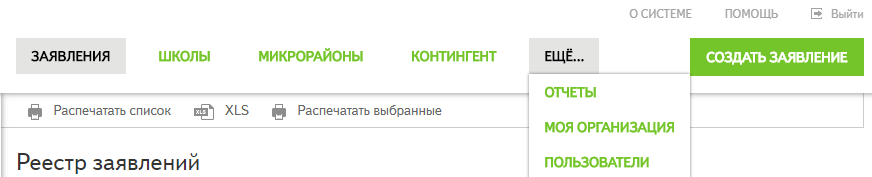 О СИСТЕМЕ ПОМОЩЬ Выйти
ЗАЯВЛЕНИЯ ШКОЛЫ МИКРОРАЙОНЫ КОНТИНГЕНТ ЕЩЁ... СОЗДАТЬ ЗАЯВЛЕНИЕ
ОТЧЕТЫ
Распечатать список XLS XLS Распечатать выбранные
МОЯ ОРГАНИЗАЦИЯ
Реестр заявлений
ПОЛЬЗОВАТЕЛИ